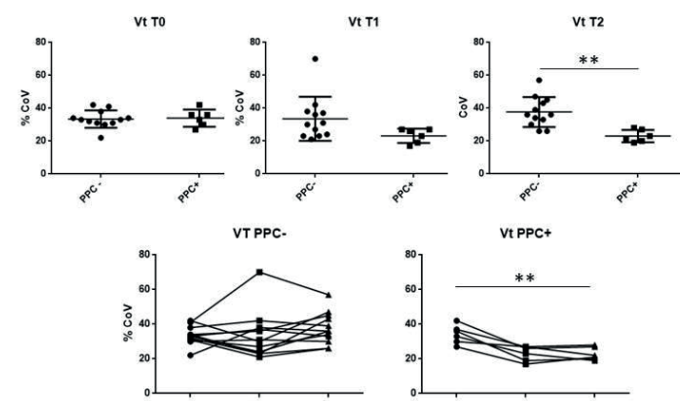 Vt T0
80
60
40
20
0
% CoV
PPC -
PPC+
Vt T1
80
60
40
20
0
% CoV
PPC-
PPC+
Vt T2
**
80
60
40
20
0
CoV
PPC-
PPC+
VT PPC-
80
60
40
20
0
% CoV
Vt PPC+
**
80
60
40
20
0